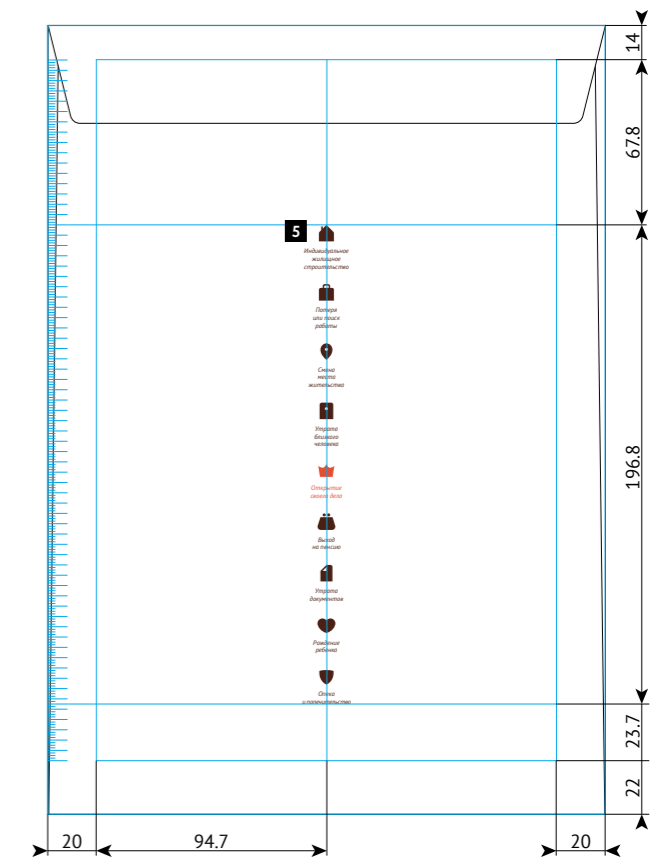 14
67.8
5
Индивидуальное
жилищное
строительство
Потеря
или поиск
работы
Смена
места
жительства
196.8
Утрата
близкого
человека
Открытие
своего дела
Выход
на пенсию
Утрата
документов
Рождение
ребенка
Опека
и попечительство
23.7
22
20
94.7
20